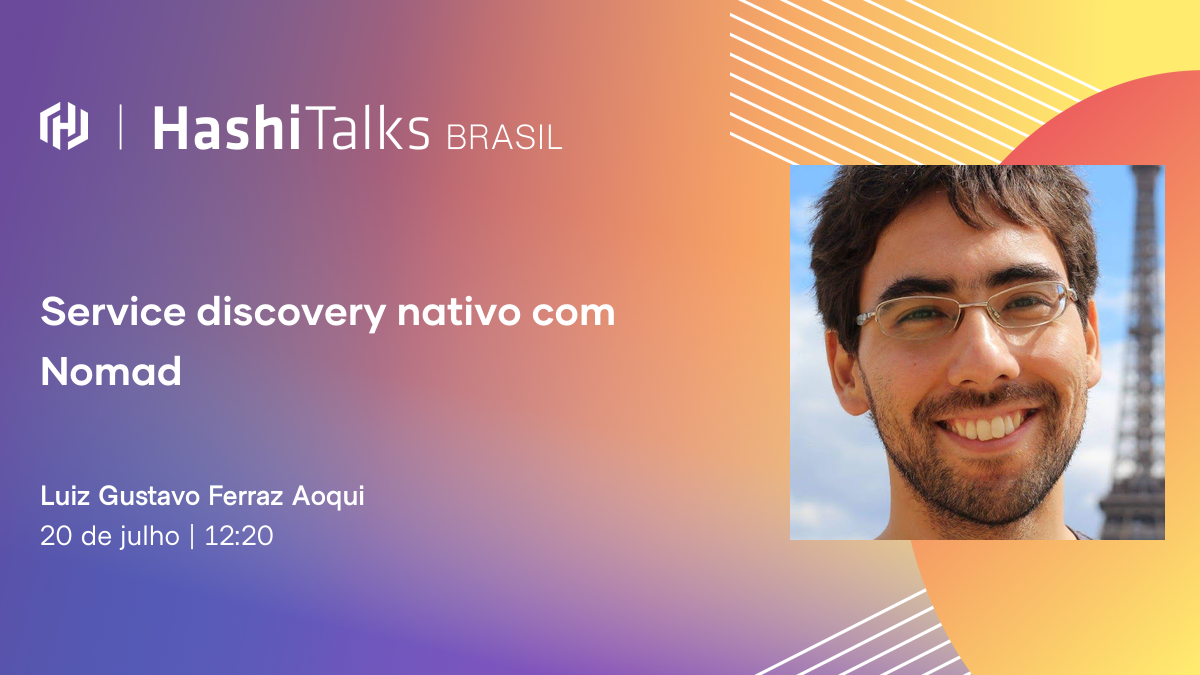 HashiTalks BRASIL
Service discovery nativo com
Nomad
Luiz Gustavo Ferraz Aoqui
20 de julho | 12:20